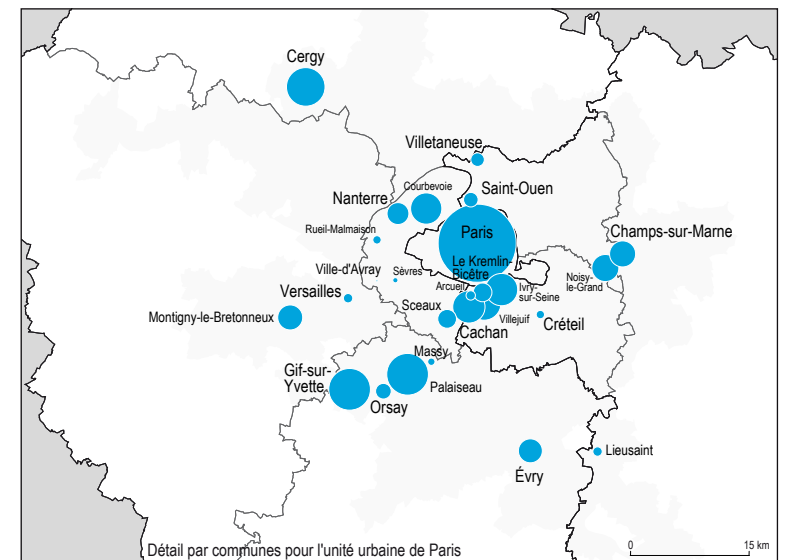 Cergy
Villetaneuse
Courbevoie
Saint-Ouen
Nanterre
Rueil-Malmaison
Paris
Champs-sur-Marne
Ville-d'Avray
Sèvres
Le Kremlin-
Bicêtre
Noisy-
le-Grand
Versailles
Arcueil
Ivry-
sur-Seine
Sceaux
Montigny-le-Bretonneux
Villejuif
Créteil
Cachan
Massy
Gif-sur-
Yvette
Palaiseau
Orsay
Lieusaint
Évry
Détail par communes pour l'unité urbaine de Paris
0
15 km